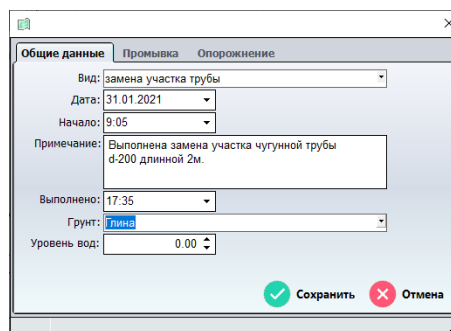 Общие данные Промывка Опорожнение
Вид: замена участка трубы
Дата: 31.01.2021
Начало: 9:05
Примечание: Выполнена замена участка чугунной трубы
d-200 длинной 2м.
Выполнено: 17:35
Грунт: Глина
Уровень вод: 0.00
Сохранить Отмена